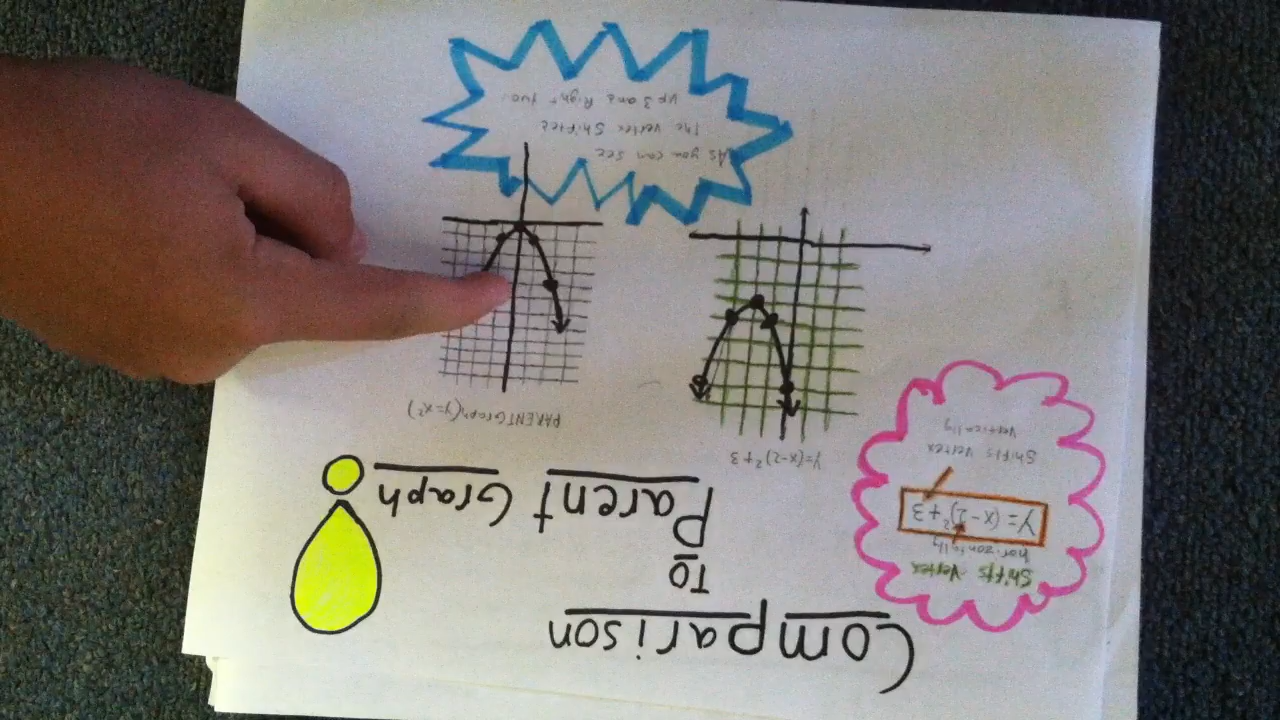 Comparison
To
Parent Graph
Shifts Vertex
horizontally
y=(x-2)²+3
Shifts vertex
vertically
y=(x-2)²+3
PARENT Graph (y=x²)
As you can see
The vertex Shifted
up 3 and Right two.